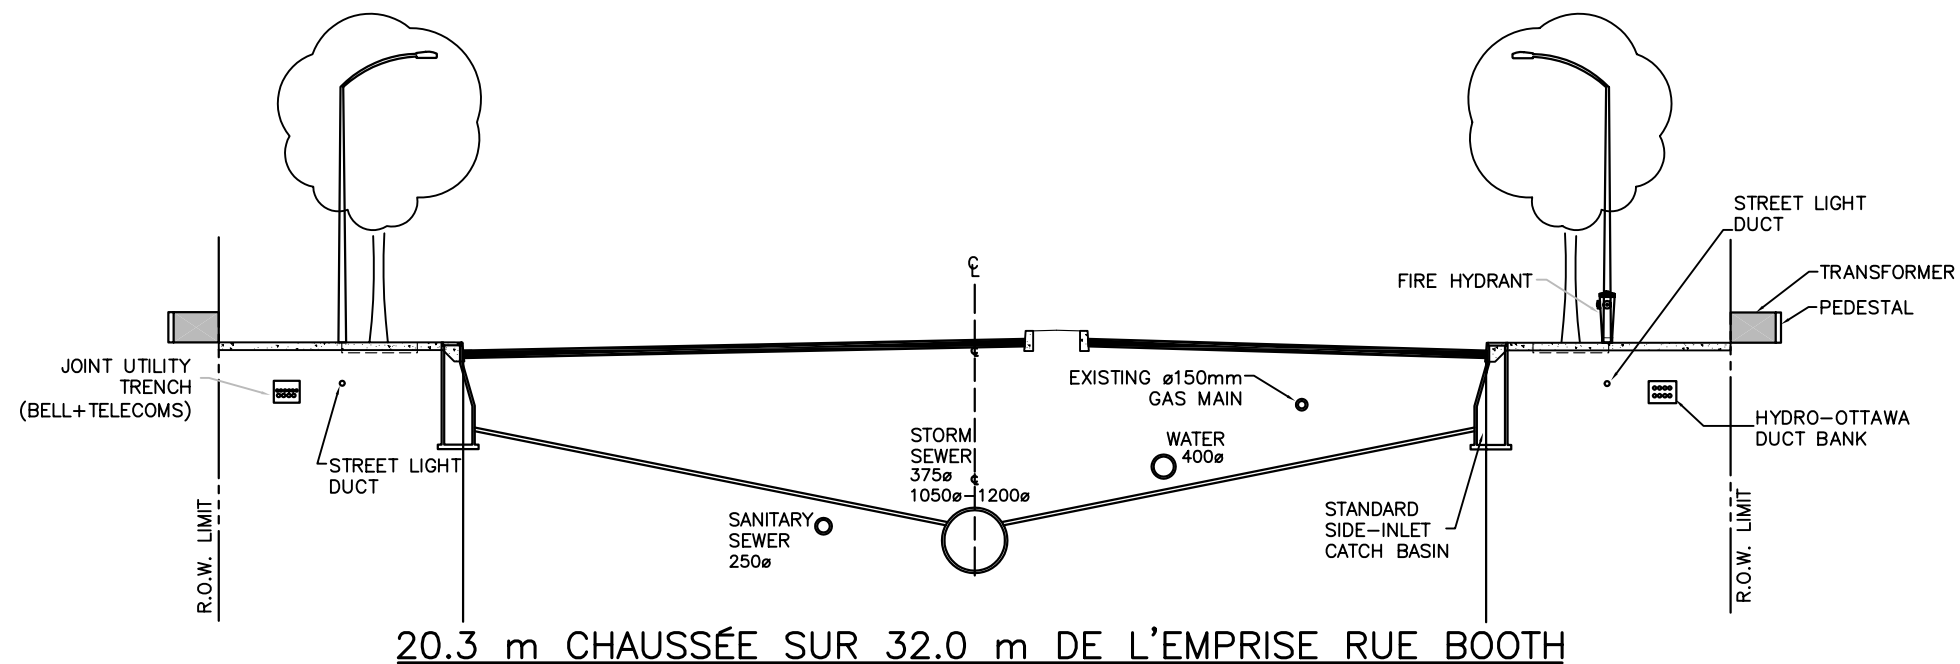 STREET LIGHT
DUCT
℄
TRANSFORMER
FIRE HYDRANT
PEDESTAL
JOINT UTILITY
TRENCH
(BELL+TELECOMS)
EXISTING ø150mm
GAS MAIN
HYDRO-OTTAWA
DUCT BANK
STREET LIGHT
DUCT
STORM
SEWER
375ø
1050ø-1200ø
WATER
400ø
SANITARY
SEWER
250ø
STANDARD
SIDE-INLET
CATCH BASIN
R.O.W. LIMIT
R.O.W. LIMIT
20.3 m CHAUSSÉE SUR 32.0 m DE L'EMPRISE RUE BOOTH